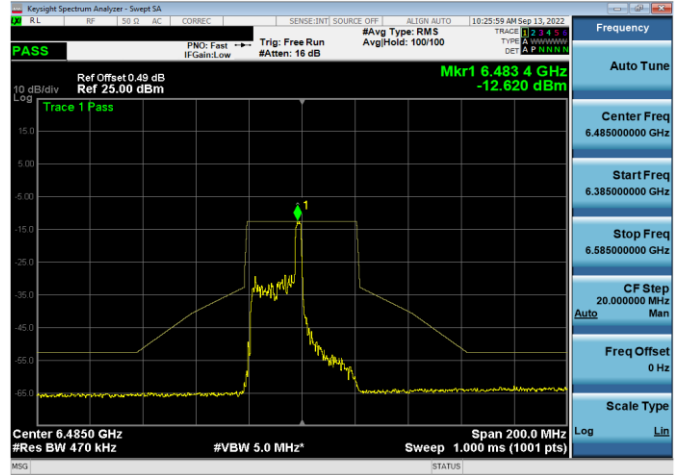 Keysight Spectrum Analyzer - Swept SA
RL RF 50 Ω AC CORREC SENSE:INT SOURCE OFF ALIGN AUTO 10:25:59 AM Sep 13, 2022
PASS
PNO: Fast
IFGain:Low
Trig: Free Run
#Atten: 16 dB
#Avg Type: RMS
Avg|Hold: 100/100
TRACE 1 2 3 4 5 6
TYPE A W W W W W
DET A P N N N N
Frequency
Ref Offset 0.49 dB
10 dB/div Ref 25.00 dBm
Log
Mkr1 6.483 4 GHz
-12.620 dBm
Trace 1 Pass
15.0
5.00
-5.00
-15.0
-25.0
-35.0
-45.0
-55.0
-65.0
1
Center 6.4850 GHz
#Res BW 470 kHz
#VBW 5.0 MHz*
Span 200.0 MHz
Sweep 1.000 ms (1001 pts)
Auto Tune
Center Freq
6.485000000 GHz
Start Freq
6.385000000 GHz
Stop Freq
6.585000000 GHz
CF Step
20.000000 MHz
Auto Man
Freq Offset
0 Hz
Scale Type
Log Lin
MSG
STATUS